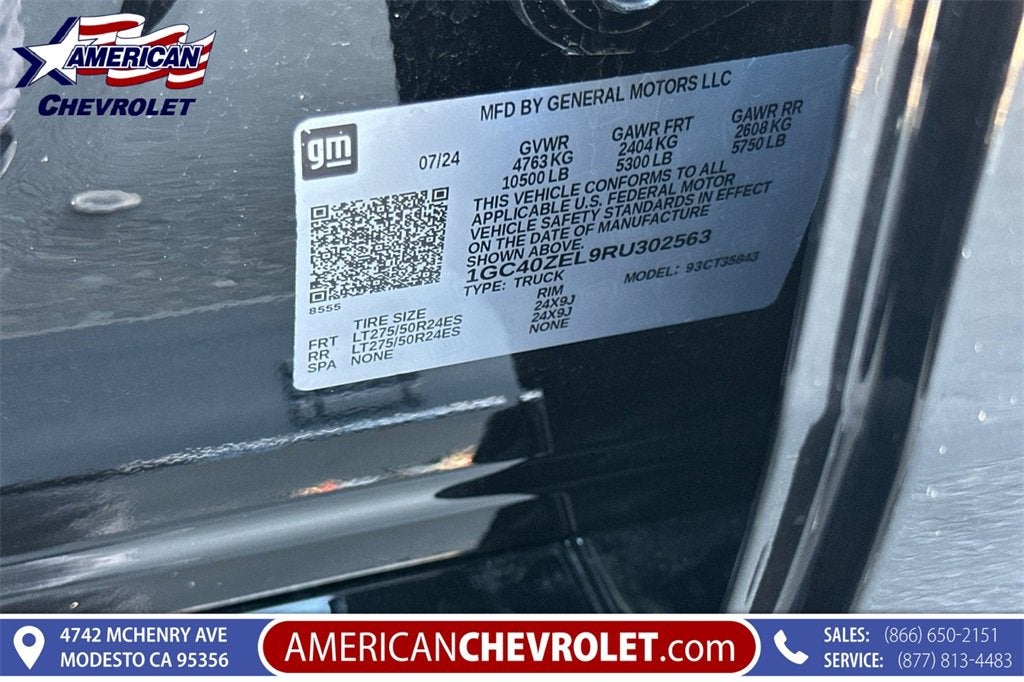 AMERICAN
CHEVROLET
MFD BY GENERAL MOTORS LLC
gm
07/24
GVWR GAWR FRT GAWR RR
4763 KG 2404 KG 2608 KG
10500 LB 5300 LB 5750 LB
THIS VEHICLE CONFORMS TO ALL
APPLICABLE U.S. FEDERAL MOTOR
VEHICLE SAFETY STANDARDS IN EFFECT
ON THE DATE OF MANUFACTURE
SHOWN ABOVE.
1GC40ZEL9RU302563
TYPE: TRUCK MODEL: 93CT35843
8555
TIRE SIZE RIM
FRT LT275/50R24ES 24X9J
RR LT275/50R24ES 24X9J
SPA NONE NONE
4742 MCHENRY AVE
MODESTO CA 95356
AMERICANCHEVROLET.com
SALES: (866) 650-2151
SERVICE: (877) 813-4483